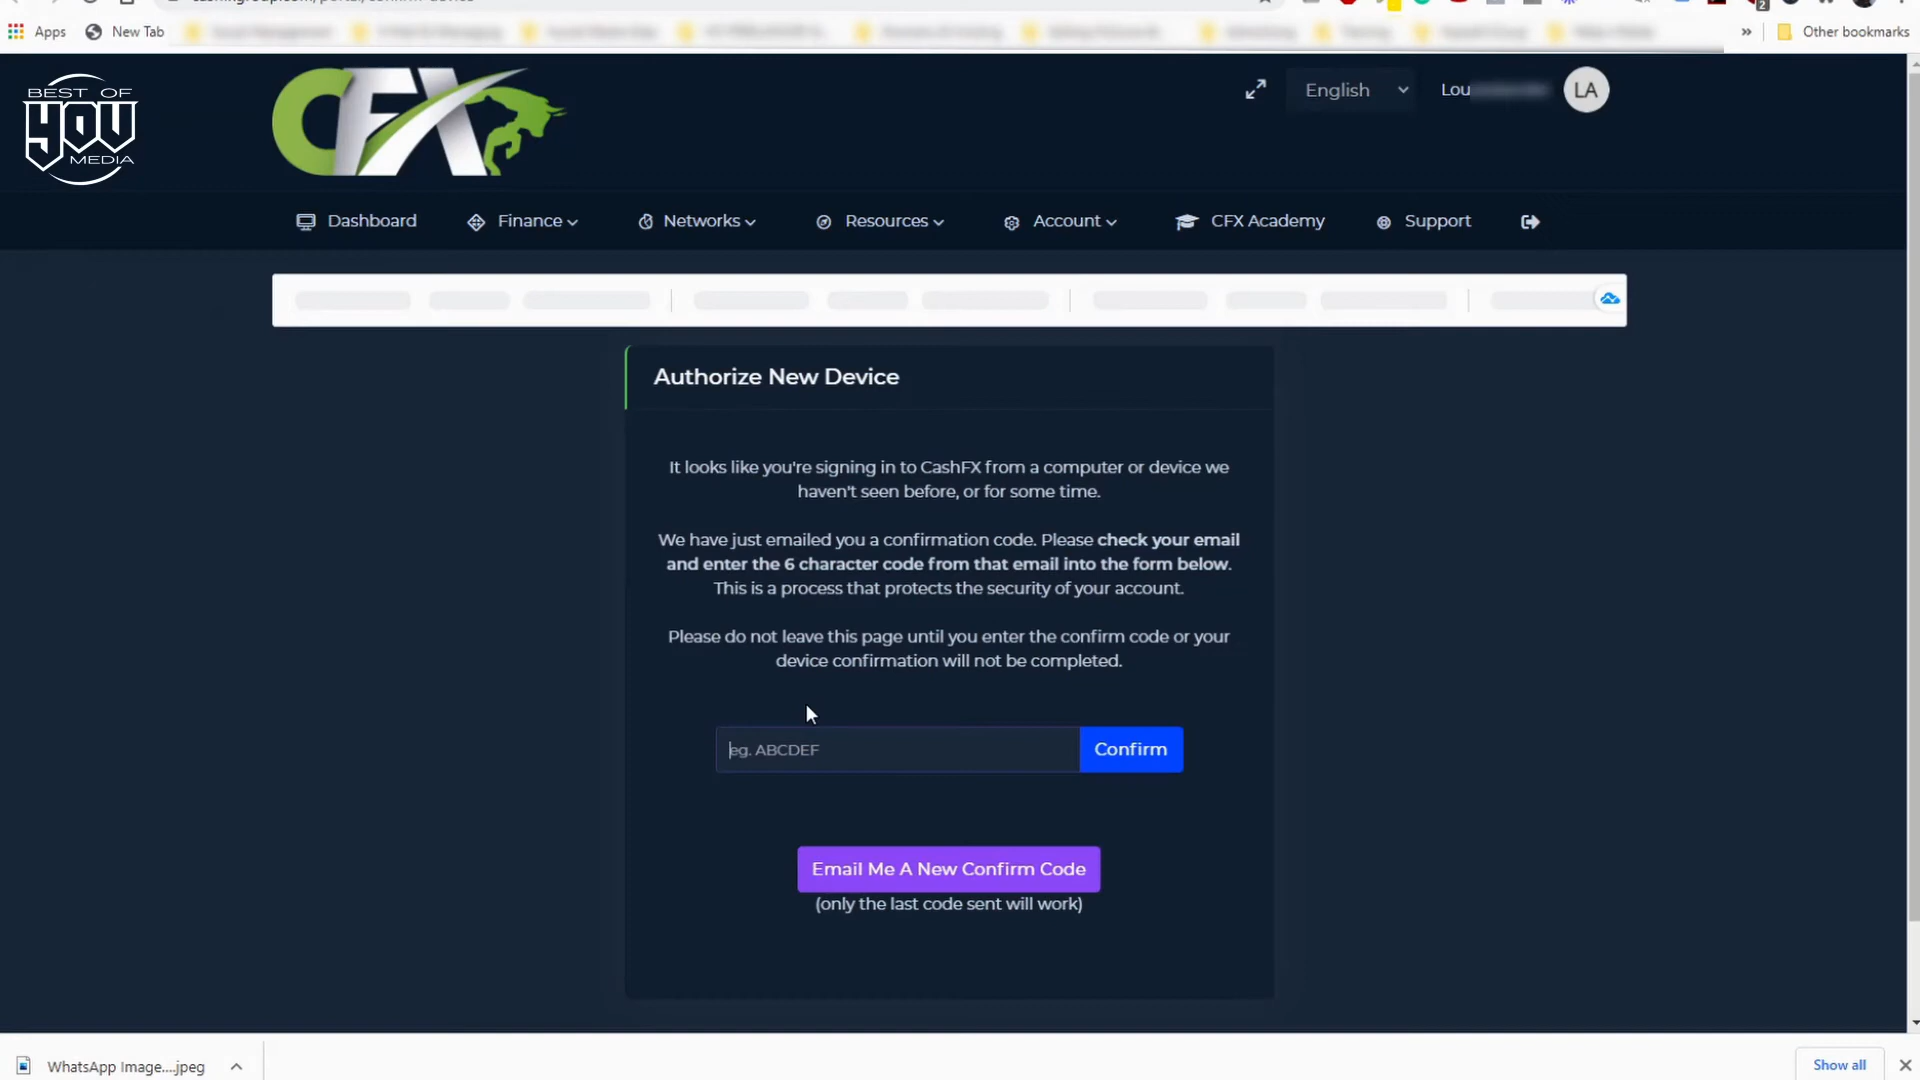 Apps
New Tab
Other bookmarks
BEST OF
YOU
MEDIA
CFX
English
Lou
LA
Dashboard
Finance
Networks
Resources
Account
CFX Academy
Support
Authorize New Device
It looks like you're signing in to CashFX from a computer or device we
haven't seen before, or for some time.
We have just emailed you a confirmation code. Please check your email
and enter the 6 character code from that email into the form below.
This is a process that protects the security of your account.
Please do not leave this page until you enter the confirm code or your
device confirmation will not be completed.
eg. ABCDEF
Confirm
Email Me A New Confirm Code
(only the last code sent will work)
WhatsApp Image....jpeg
Show all